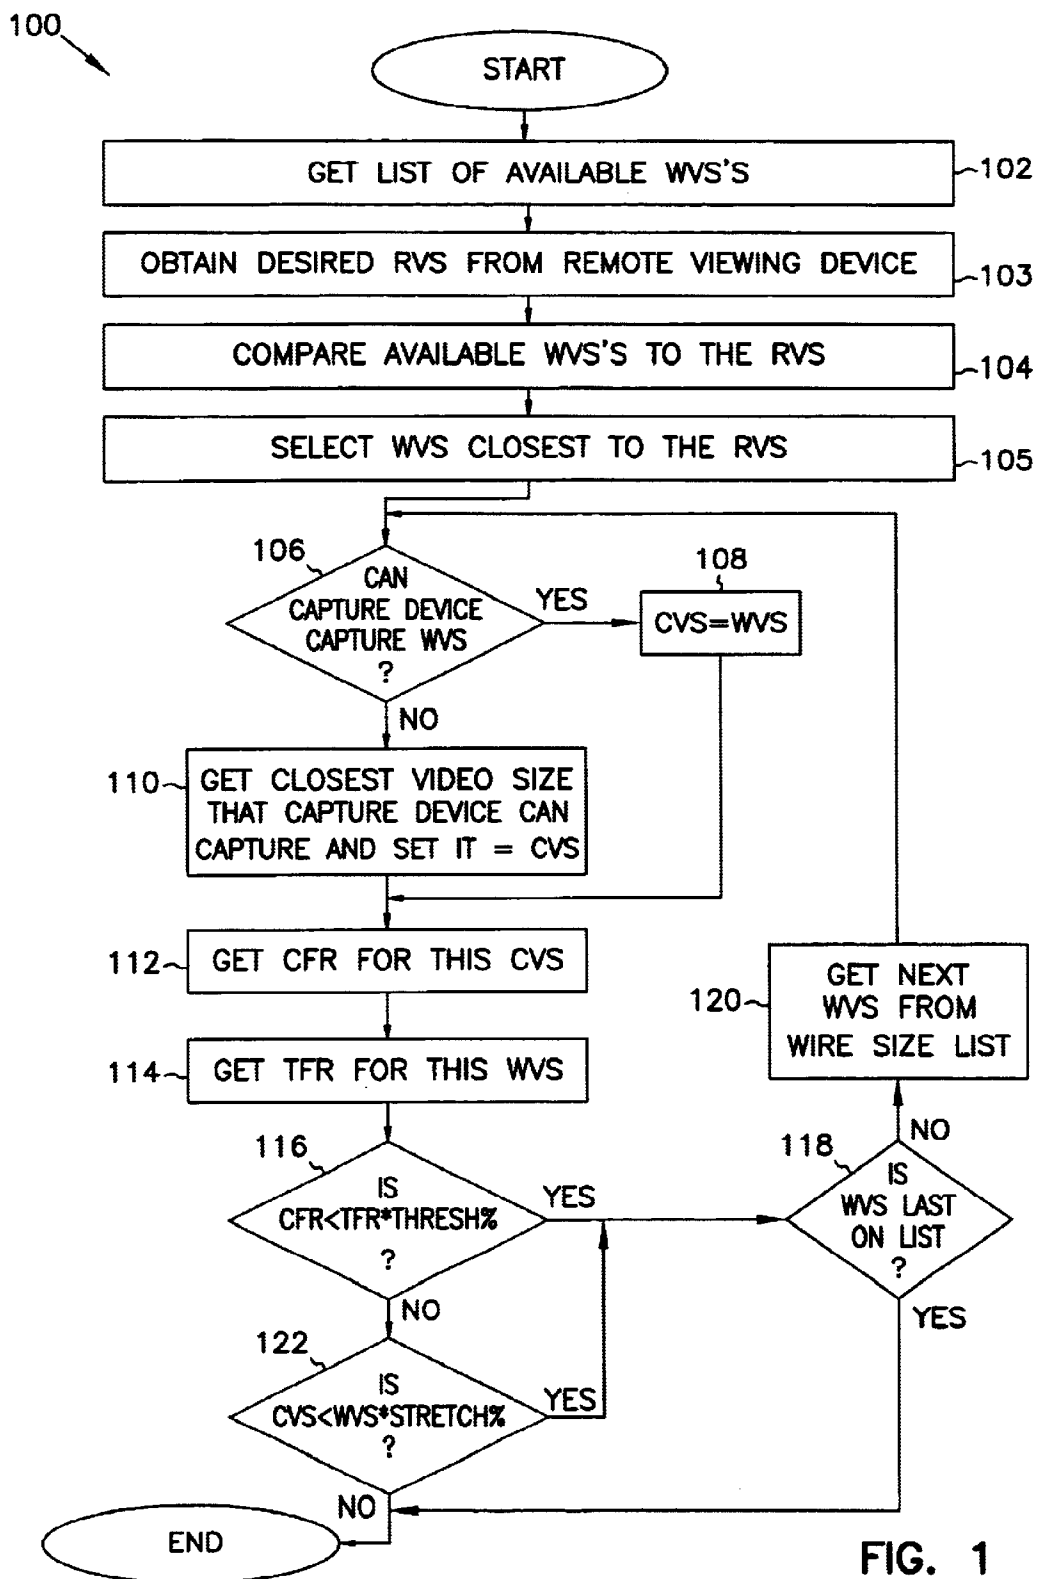 100
START
GET LIST OF AVAILABLE WVS'S
102
OBTAIN DESIRED RVS FROM REMOTE VIEWING DEVICE
103
COMPARE AVAILABLE WVS'S TO THE RVS
104
SELECT WVS CLOSEST TO THE RVS
105
106
CAN
CAPTURE DEVICE
CAPTURE WVS
?
YES
108
CVS=WVS
NO
110
GET CLOSEST VIDEO SIZE
THAT CAPTURE DEVICE CAN
CAPTURE AND SET IT = CVS
112
GET CFR FOR THIS CVS
114
GET TFR FOR THIS WVS
116
IS
CFR<TFR*THRESH%
?
YES
NO
118
IS
WVS LAST
ON LIST
?
NO
YES
120
GET NEXT
WVS FROM
WIRE SIZE LIST
122
IS
CVS<WVS*STRETCH%
?
YES
NO
END
FIG. 1